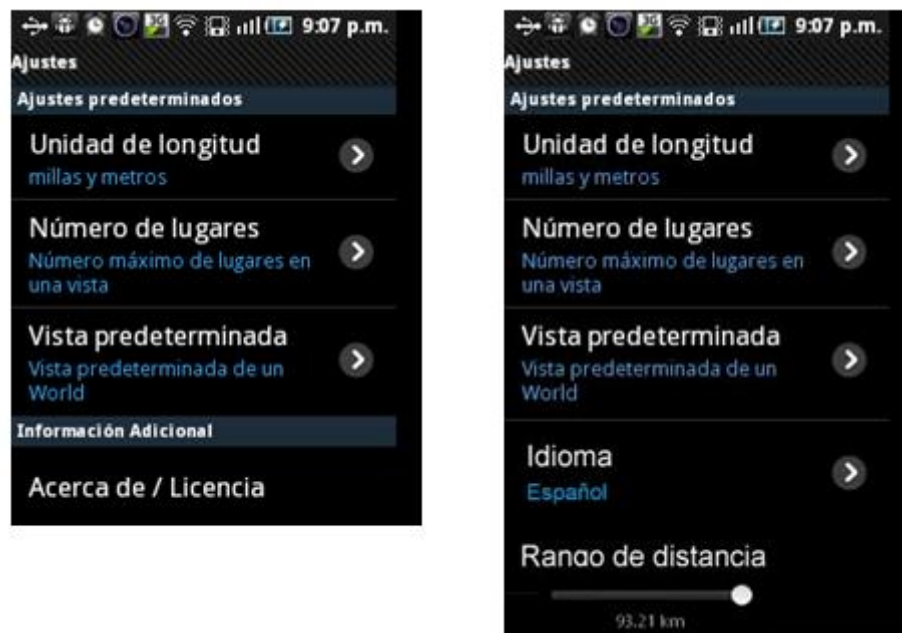 3G
9:07 p.m.
Ajustes
Ajustes predeterminados
Unidad de longitud
millas y metros
Número de lugares
Número máximo de lugares en
una vista
Vista predeterminada
Vista predeterminada de un
World
Información Adicional
Acerca de / Licencia
3G
9:07 p.m.
Ajustes
Ajustes predeterminados
Unidad de longitud
millas y metros
Número de lugares
Número máximo de lugares en
una vista
Vista predeterminada
Vista predeterminada de un
World
Idioma
Español
Rango de distancia
93.21 km